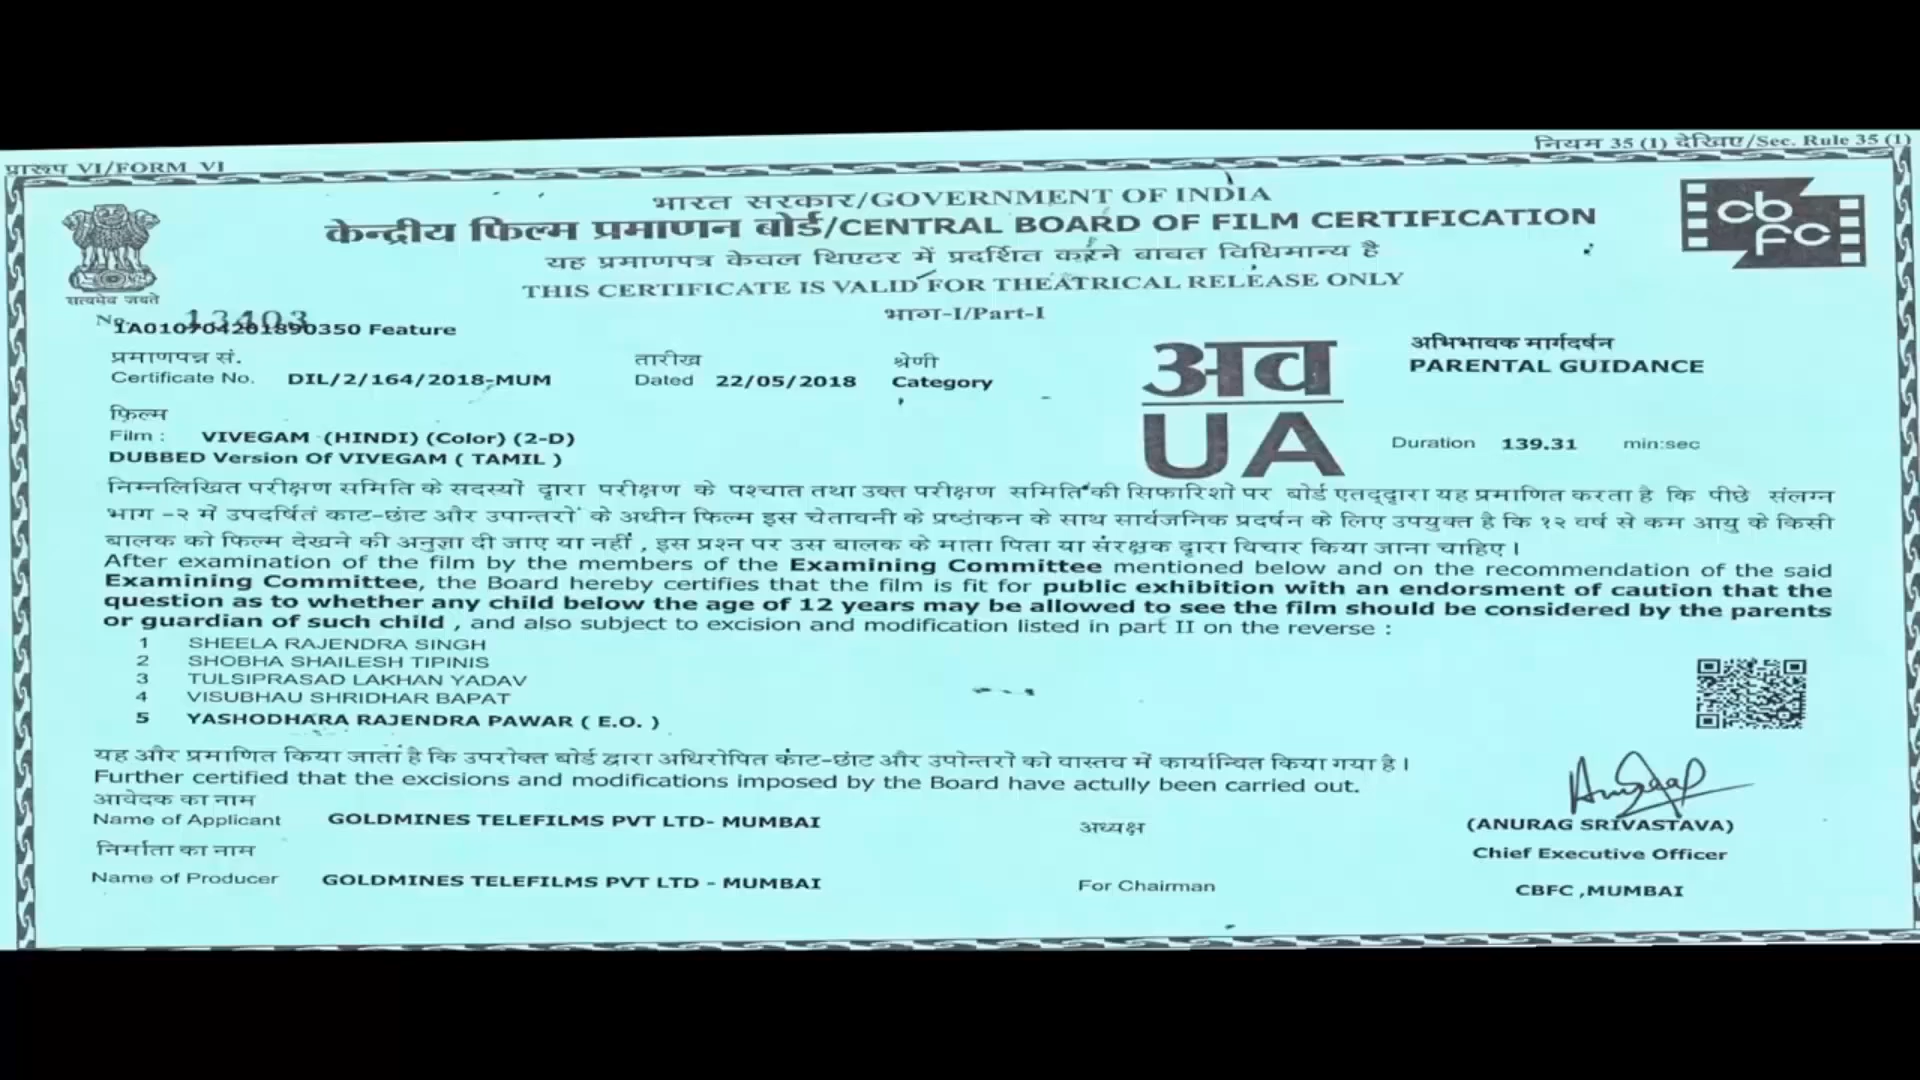 प्रारूप VI/FORM VI
नियम 35 (1) देखिए/Sec. Rule 35 (1)
भारत सरकार/GOVERNMENT OF INDIA
केन्द्रीय फिल्म प्रमाणन बोर्ड/CENTRAL BOARD OF FILM CERTIFICATION
cbfc
यह प्रमाणपत्र केवल थिएटर में प्रदर्शित करने बाबत विधिमान्य है
THIS CERTIFICATE IS VALID FOR THEATRICAL RELEASE ONLY
सत्यमेव जयते
भाग-I/Part-I
No. 13403
1A010704201890350 Feature
प्रमाणपत्र सं. तारीख श्रेणी
Certificate No. DIL/2/164/2018-MUM Dated 22/05/2018 Category
अव
UA
अभिभावक मार्गदर्षन
PARENTAL GUIDANCE
फ़िल्म
Film : VIVEGAM (HINDI) (Color) (2-D)
Duration 139.31 min:sec
DUBBED Version Of VIVEGAM ( TAMIL )
निम्नलिखित परीक्षण समिति के सदस्यों द्वारा परीक्षण के पश्चात तथा उक्त परीक्षण समिति की सिफारिशों पर बोर्ड एतद्द्वारा यह प्रमाणित करता है कि पीछे संलग्न
भाग -२ में उपदर्षित काट-छांट और उपान्तरों के अधीन फिल्म इस चेतावनी के प्रष्ठांकन के साथ सार्वजनिक प्रदर्षन के लिए उपयुक्त है कि १२ वर्ष से कम आयु के किसी
बालक को फिल्म देखने की अनुज्ञा दी जाए या नहीं , इस प्रश्न पर उस बालक के माता पिता या संरक्षक द्वारा विचार किया जाना चाहिए ।
After examination of the film by the members of the Examining Committee mentioned below and on the recommendation of the said
Examining Committee, the Board hereby certifies that the film is fit for public exhibition with an endorsment of caution that the
question as to whether any child below the age of 12 years may be allowed to see the film should be considered by the parents
or guardian of such child , and also subject to excision and modification listed in part II on the reverse :
1 SHEELA RAJENDRA SINGH
2 SHOBHA SHAILESH TIPINIS
3 TULSIPRASAD LAKHAN YADAV
4 VISUBHAU SHRIDHAR BAPAT
5 YASHODHARA RAJENDRA PAWAR ( E.O. )
यह और प्रमाणित किया जाता है कि उपरोक्त बोर्ड द्वारा अधिरोपित काट-छांट और उपोन्तरों को वास्तव में कार्यान्वित किया गया है ।
Further certified that the excisions and modifications imposed by the Board have actully been carried out.
आवेदक का नाम
Name of Applicant GOLDMINES TELEFILMS PVT LTD- MUMBAI
अध्यक्ष
(ANURAG SRIVASTAVA)
निर्माता का नाम
Chief Executive Officer
Name of Producer GOLDMINES TELEFILMS PVT LTD - MUMBAI
For Chairman
CBFC ,MUMBAI